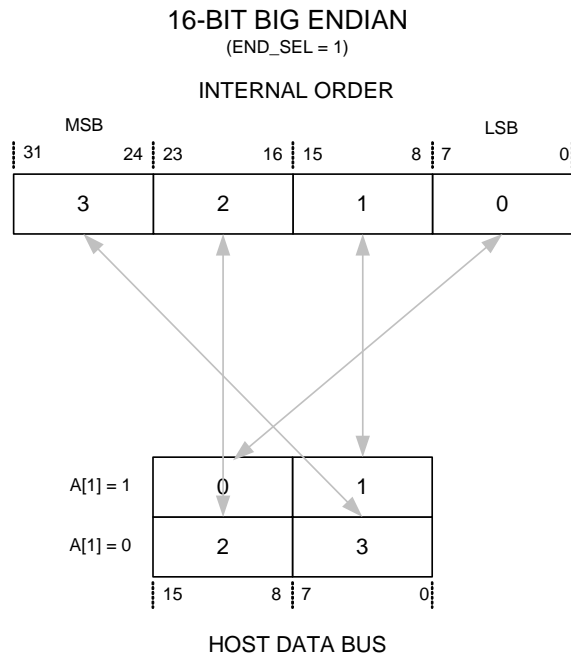 16-BIT BIG ENDIAN
(END_SEL = 1)
INTERNAL ORDER
MSB LSB
31 24 23 16 15 8 7 0
3 2 1 0
A[1] = 1 0 1
A[1] = 0 2 3
15 8 7 0
HOST DATA BUS